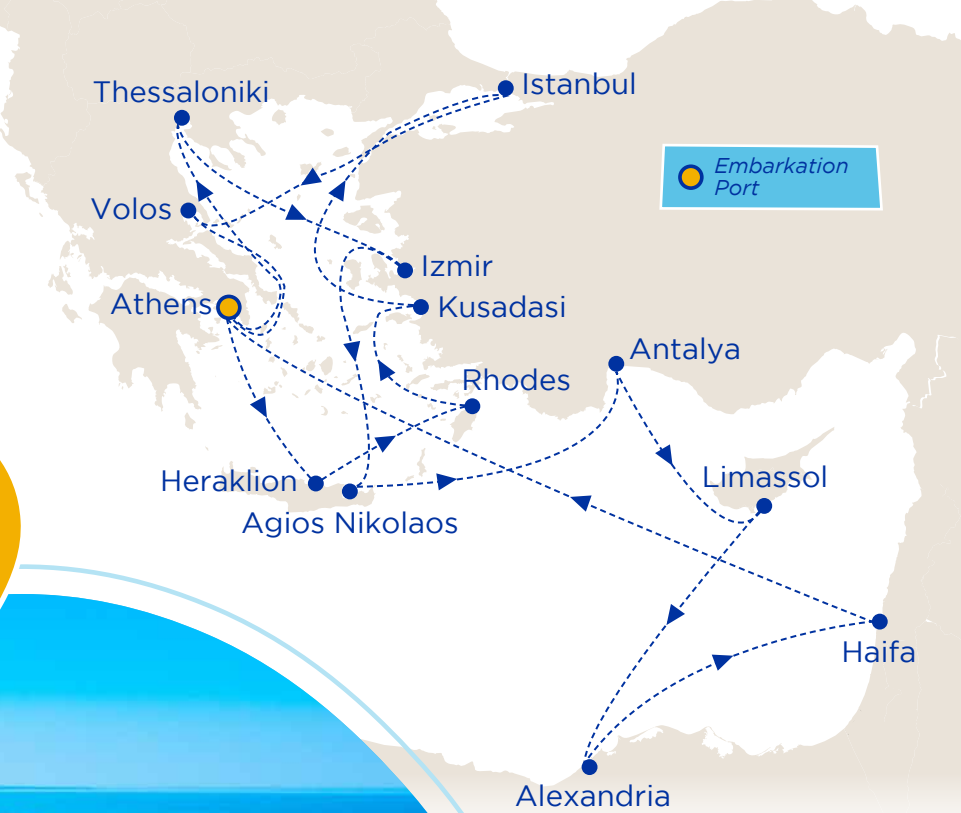 Istanbul
Thessaloniki
Embarkation
Port
Volos
Izmir
Athens
Kusadasi
Antalya
Rhodes
Limassol
Heraklion
Agios Nikolaos
Haifa
Alexandria